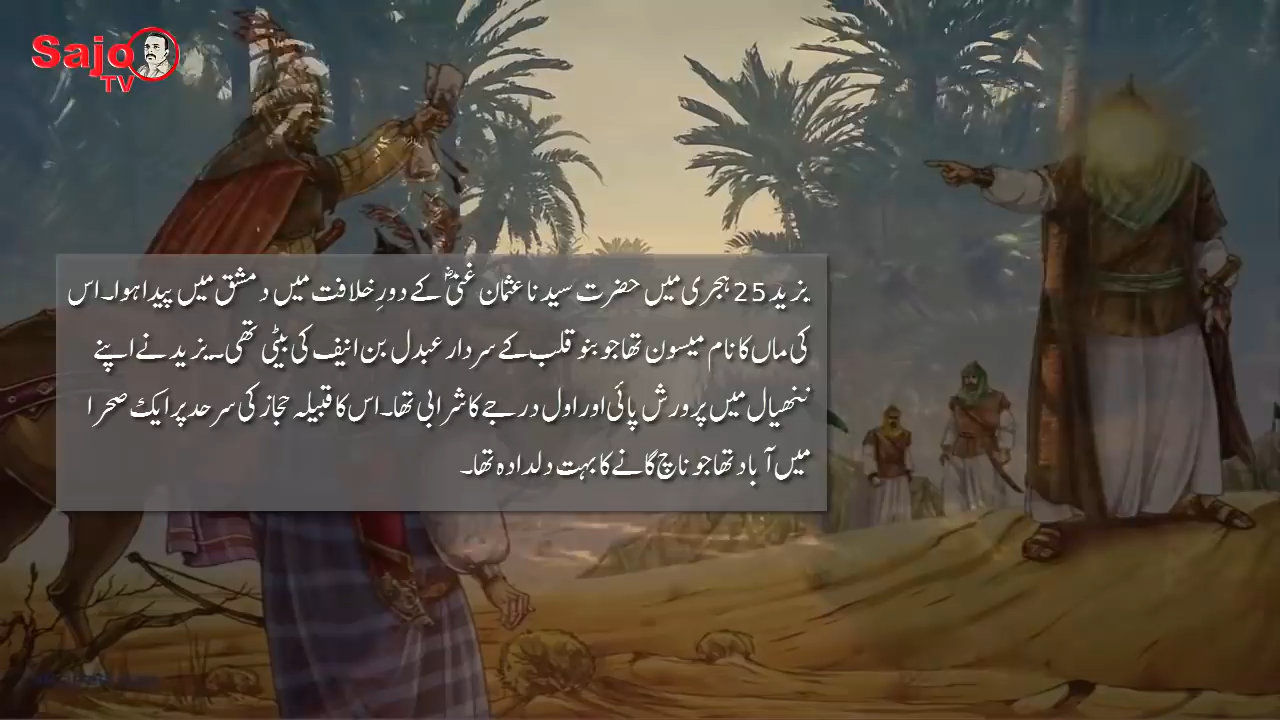 Sajo
TV
یزید 25 ہجری میں حضرت سیدنا عثمان غنیؓ کے دورِ خلافت میں دمشق میں پیدا ہوا۔ اس
کی ماں کا نام میسون تھا جو بنو قلب کے سردار عبدل بن انیف کی بیٹی تھی۔ یزید نے اپنے
ننھیال میں پرورش پائی اور اول درجے کا شرابی تھا۔ اس کا قبیلہ حجاز کی سرحد پر ایک صحرا
میں آباد تھا جو ناچ گانے کا بہت دلدادہ تھا۔